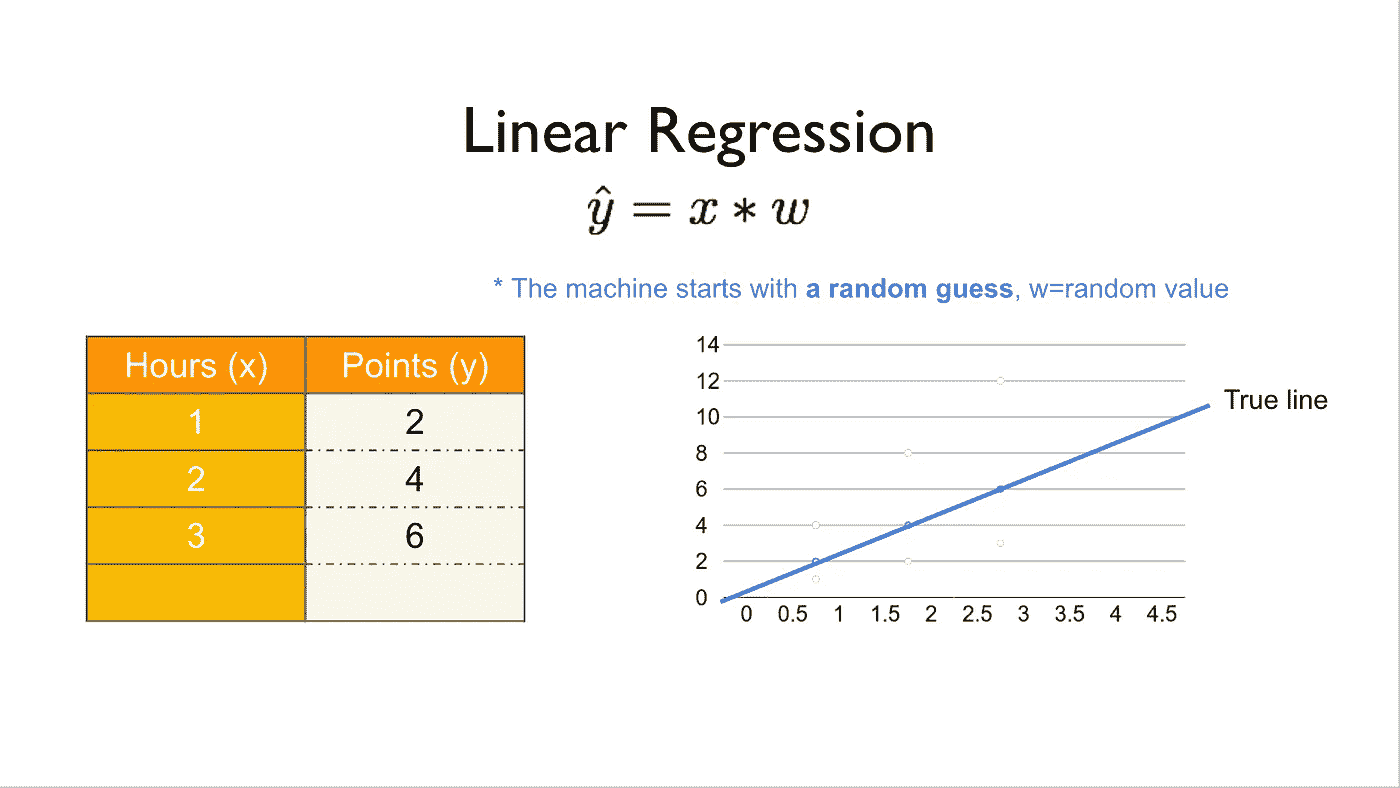 Linear Regression
ŷ = x * w
* The machine starts with a random guess, w=random value
Hours (x) Points (y)
1 2
2 4
3 6
14
12
10
8
6
4
2
0
0 0.5 1 1.5 2 2.5 3 3.5 4 4.5
True line